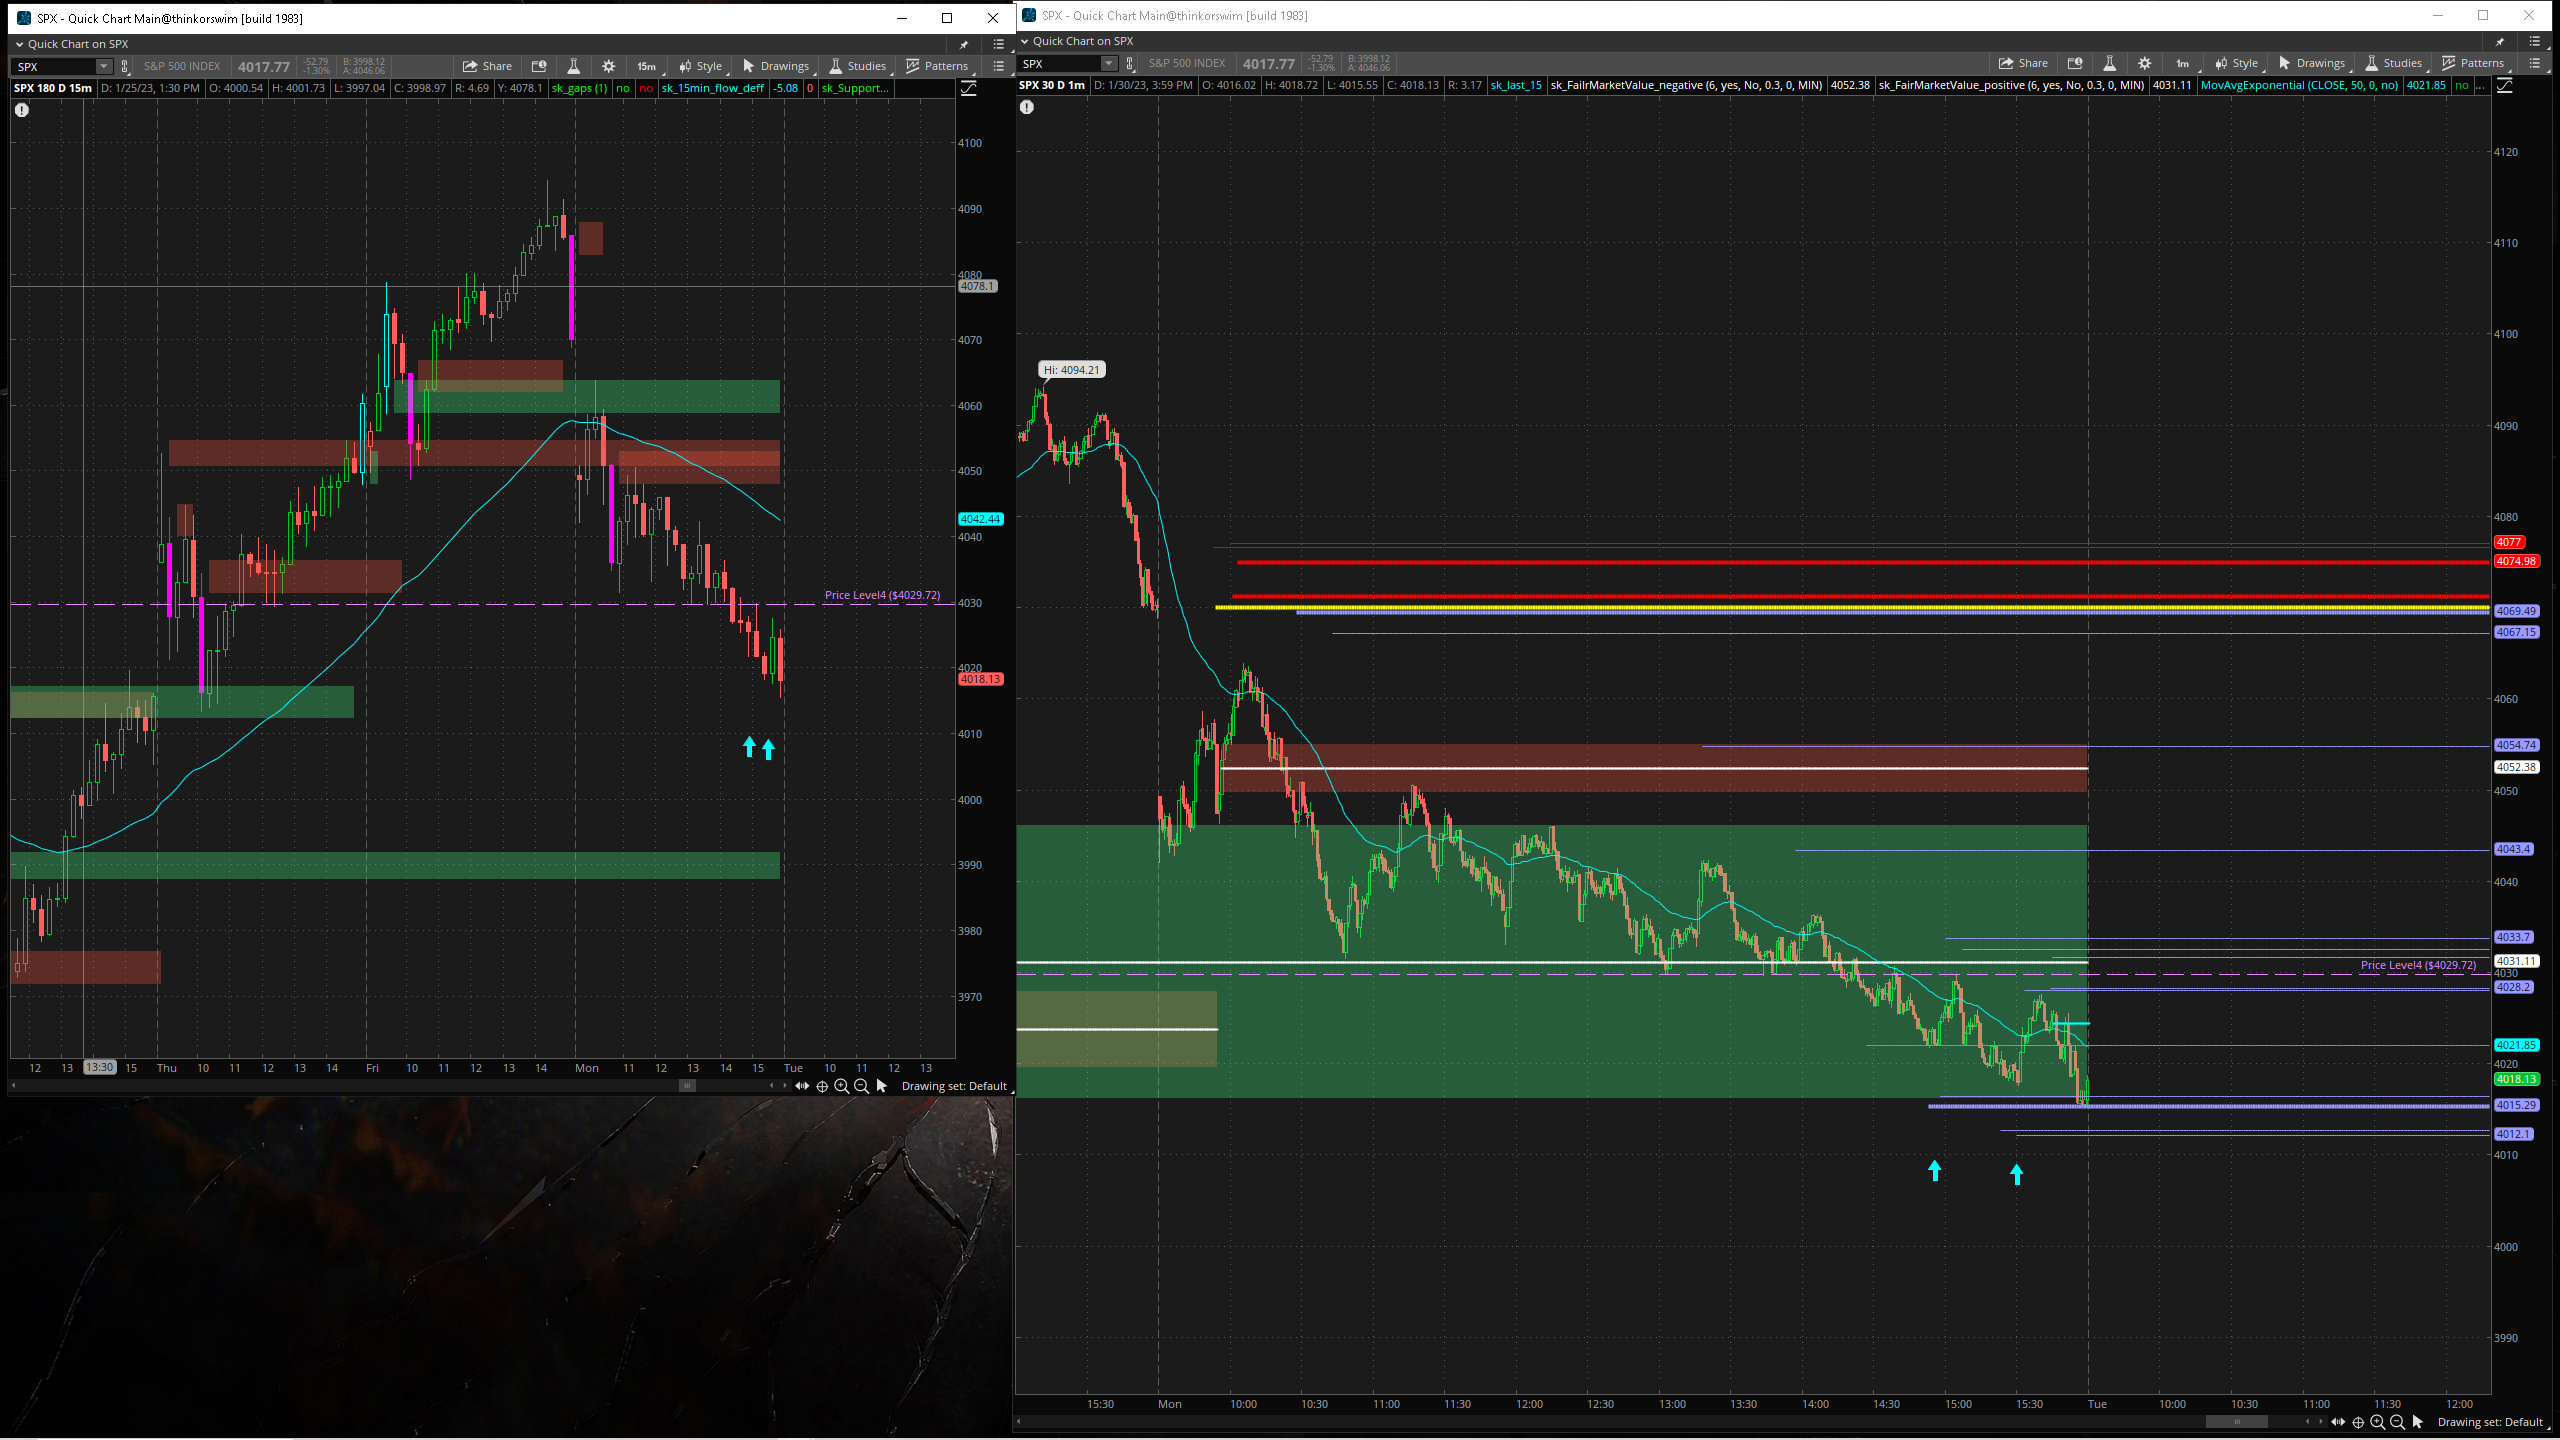 SPX - Quick Chart Main@thinkorswim [build 1983]
Quick Chart on SPX
SPX S&P 500 INDEX 4017.77 -52.79 -1.30% B: 3998.12 A: 4046.06 Share 15m Style Drawings Studies Patterns
SPX 180 D 15m D: 1/25/23, 1:30 PM O: 4000.54 H: 4001.73 L: 3997.04 C: 3998.97 R: 4.69 Y: 4078.1 sk_gaps (1) no no sk_15min_flow_deff -5.08 0 sk_Support...
4100
4090
4080
4078.1
4070
4060
4050
4042.44
4040
Price Level4 ($4029.72)
4030
4020
4018.13
4010
4000
3990
3980
3970
12 13 13:30 15 Thu 10 11 12 13 14 Fri 10 11 12 13 14 Mon 11 12 13 14 15 Tue 10 11 12 13
Drawing set: Default
SPX - Quick Chart Main@thinkorswim [build 1983]
Quick Chart on SPX
SPX S&P 500 INDEX 4017.77 -52.79 -1.30% B: 3998.12 A: 4046.06 Share 1m Style Drawings Studies Patterns
SPX 30 D 1m D: 1/30/23, 3:59 PM O: 4016.02 H: 4018.72 L: 4015.55 C: 4018.13 R: 3.17 sk_last_15 sk_FailrMarketValue_negative (6, yes, No, 0.3, 0, MIN) 4052.38 sk_FairMarketValue_positive (6, yes, No, 0.3, 0, MIN) 4031.11 MovAvgExponential (CLOSE, 50, 0, no) 4021.85 no ...
4120
4110
4100
Hi: 4094.21
4090
4080
4077
4074.98
4069.49
4067.15
4060
4054.74
4052.38
4050
4043.4
4040
4033.7
4031.11
Price Level4 ($4029.72)
4030
4028.2
4021.85
4020
4018.13
4015.29
4012.1
4010
4000
3990
15:30 Mon 10:00 10:30 11:00 11:30 12:00 12:30 13:00 13:30 14:00 14:30 15:00 15:30 Tue 10:00 10:30 11:00 11:30 12:00
Drawing set: Default